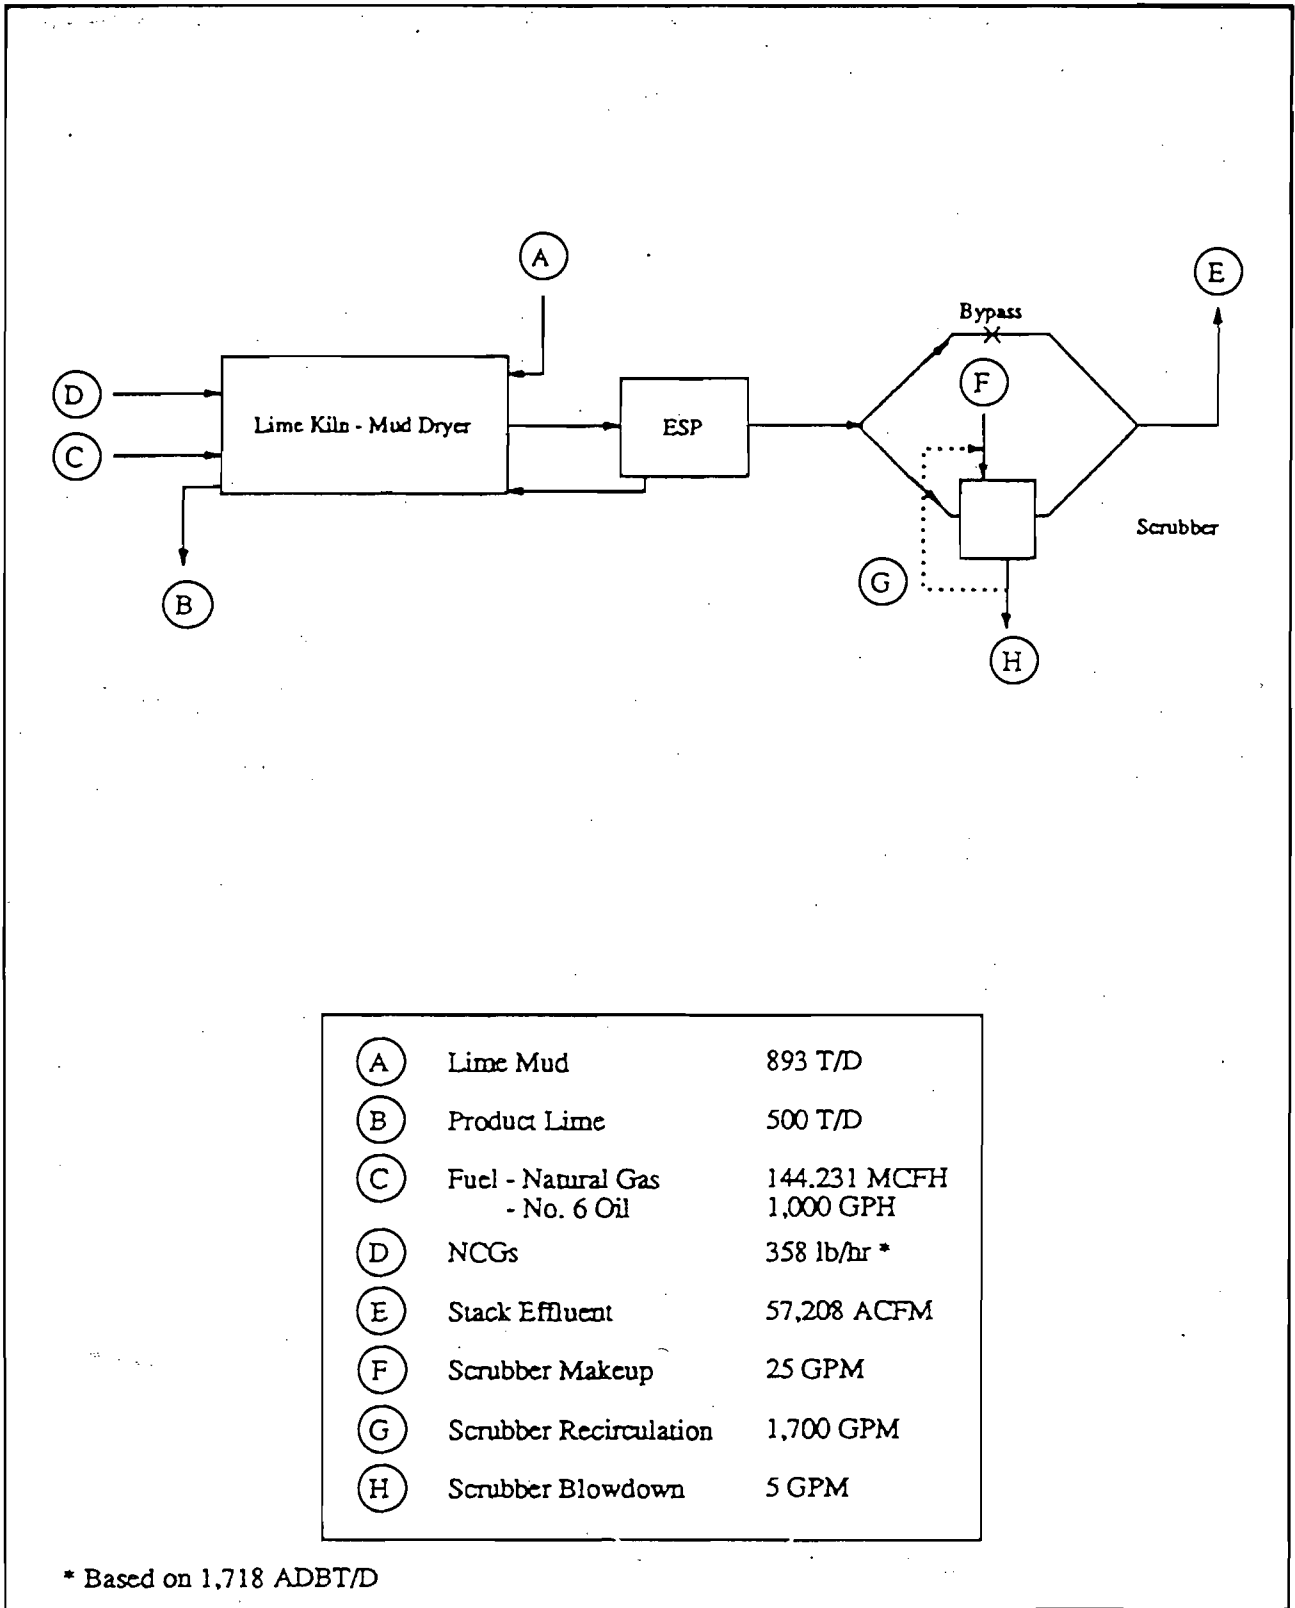 A
E
Bypass
F
D
Lime Kiln - Mud Dryer
ESP
C
Scrubber
G
B
H
A Lime Mud 893 T/D
B Product Lime 500 T/D
C Fuel - Natural Gas 144.231 MCFH
- No. 6 Oil 1,000 GPH
D NCGs 358 lb/hr *
E Stack Effluent 57,208 ACFM
F Scrubber Makeup 25 GPM
G Scrubber Recirculation 1,700 GPM
H Scrubber Blowdown 5 GPM
* Based on 1,718 ADBT/D